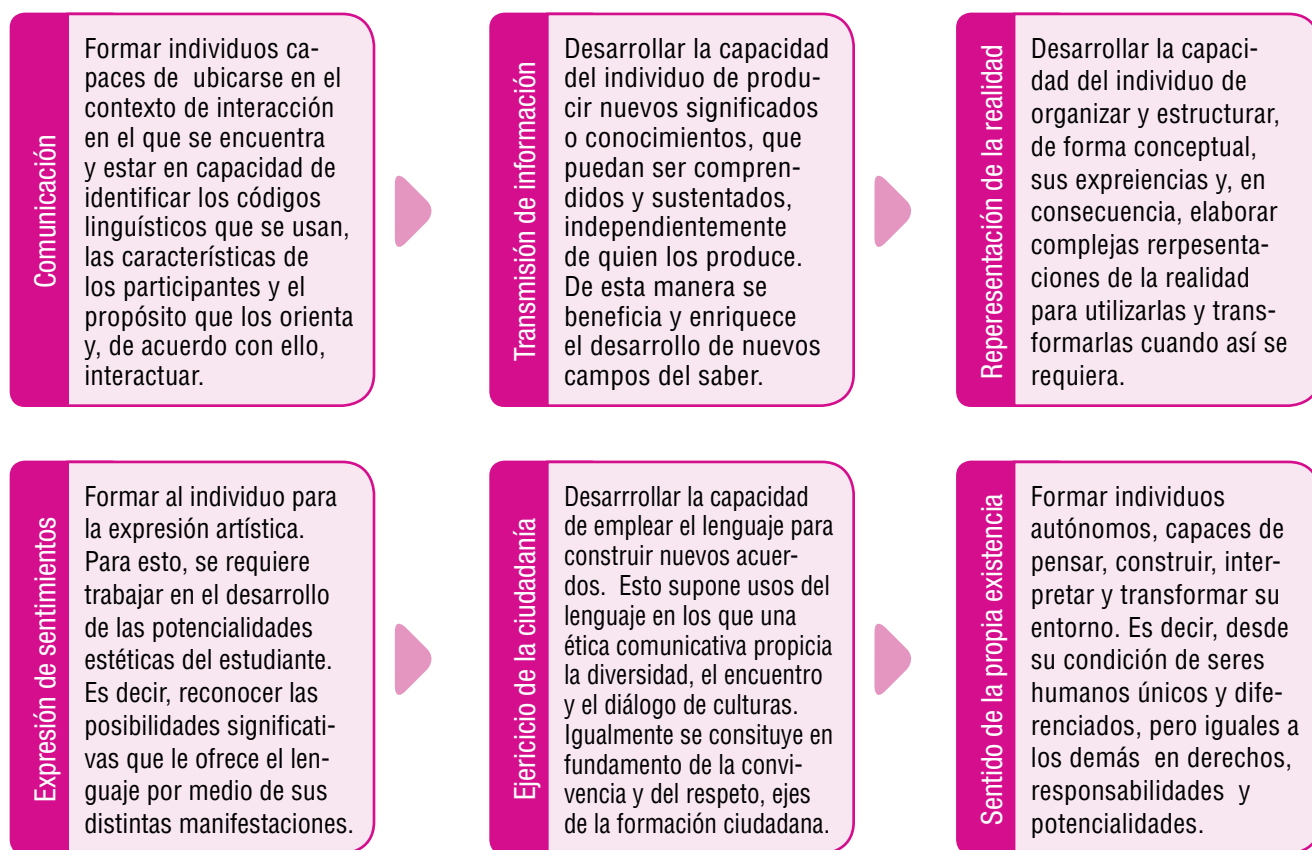 Comunicación
Formar individuos ca-
paces de ubicarse en el
contexto de interacción
en el que se encuentra
y estar en capacidad de
identificar los códigos
linguísticos que se usan,
las características de
los participantes y el
propósito que los orienta
y, de acuerdo con ello,
interactuar.
Transmisión de información
Desarrollar la capacidad
del individuo de produ-
cir nuevos significados
o conocimientos, que
puedan ser compren-
didos y sustentados,
independientemente
de quien los produce.
De esta manera se
beneficia y enriquece
el desarrollo de nuevos
campos del saber.
Reperesentación de la realidad
Desarrollar la capaci-
dad del individuo de
organizar y estructurar,
de forma conceptual,
sus expreiencias y, en
consecuencia, elaborar
complejas rerpesenta-
ciones de la realidad
para utilizarlas y trans-
formarlas cuando así se
requiera.
Expresión de sentimientos
Formar al individuo para
la expresión artística.
Para esto, se requiere
trabajar en el desarrollo
de las potencialidades
estéticas del estudiante.
Es decir, reconocer las
posibilidades significati-
vas que le ofrece el len-
guaje por medio de sus
distintas manifestaciones.
Ejericicio de la ciudadanía
Desarrrollar la capacidad
de emplear el lenguaje para
construir nuevos acuer-
dos. Esto supone usos del
lenguaje en los que una
ética comunicativa propicia
la diversidad, el encuentro
y el diálogo de culturas.
Igualmente se consituye en
fundamento de la convi-
vencia y del respeto, ejes
de la formación ciudadana.
Sentido de la propia existencia
Formar individuos
autónomos, capaces de
pensar, construir, inter-
pretar y transformar su
entorno. Es decir, desde
su condición de seres
humanos únicos y dife-
renciados, pero iguales a
los demás en derechos,
responsabilidades y
potencialidades.